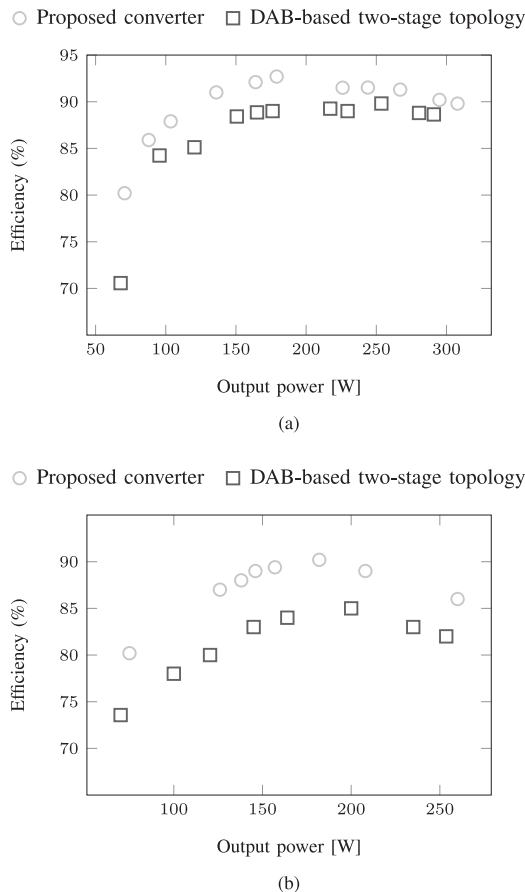 Proposed converter DAB-based two-stage topology
95
90
85
80
75
70
50 100 150 200 250 300
Efficiency (%)
Output power [W]
(a)
Proposed converter DAB-based two-stage topology
90
85
80
75
70
100 150 200 250
Efficiency (%)
Output power [W]
(b)